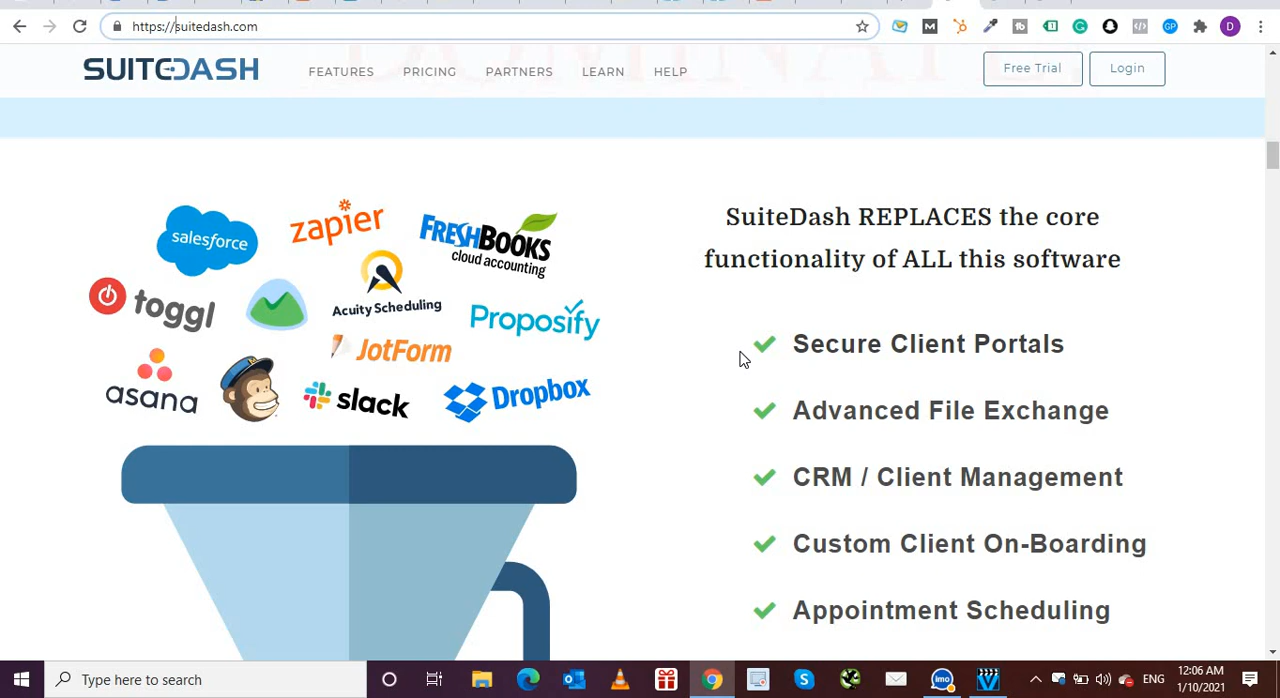 https://suitedash.com
SUITEDASH
FEATURES
PRICING
PARTNERS
LEARN
HELP
Free Trial
Login
salesforce
zapier
FRESHBOOKS
cloud accounting
toggl
Acuity Scheduling
Proposify
JotForm
asana
slack
Dropbox
SuiteDash REPLACES the core
functionality of ALL this software
Secure Client Portals
Advanced File Exchange
CRM / Client Management
Custom Client On-Boarding
Appointment Scheduling
Type here to search
imo
ENG
12:06 AM
1/10/2021